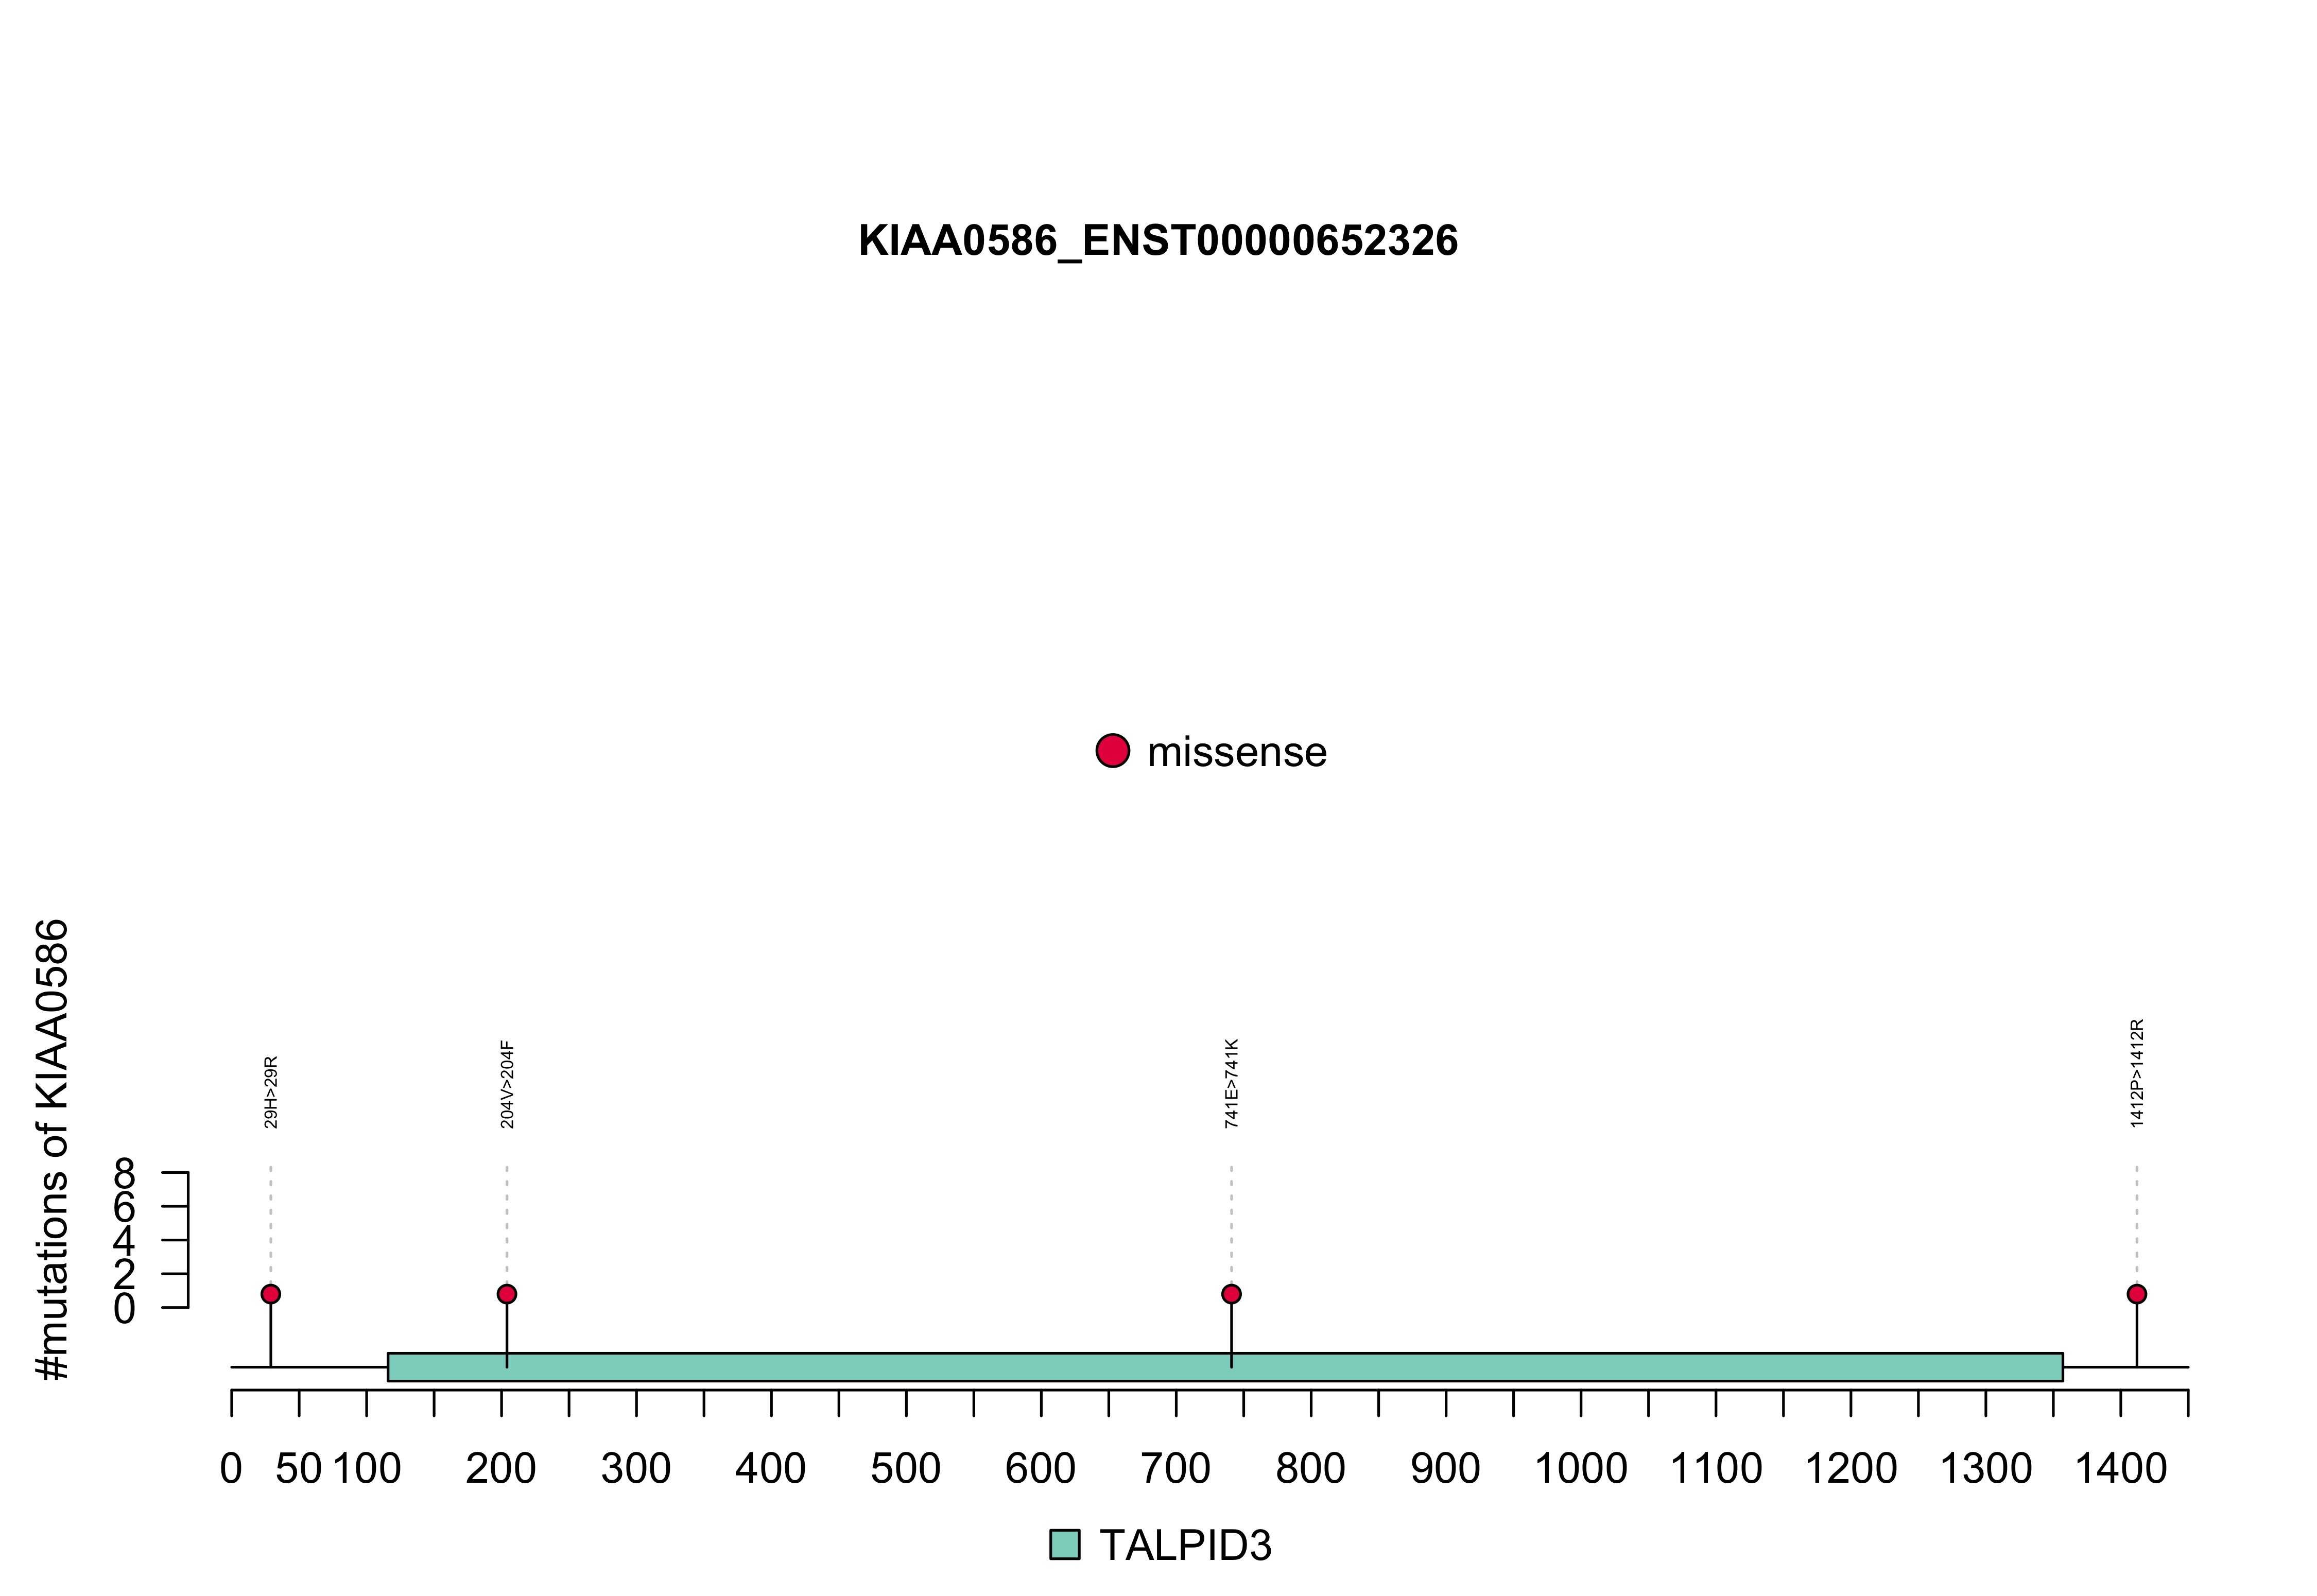 KIAA0586_ENST00000652326
missense
#mutations of KIAA0586
29H>29R
204V>204F
741E>741K
1412P>1412R
8
6
4
2
0
0 50 100 200 300 400 500 600 700 800 900 1000 1100 1200 1300 1400
TALPID3